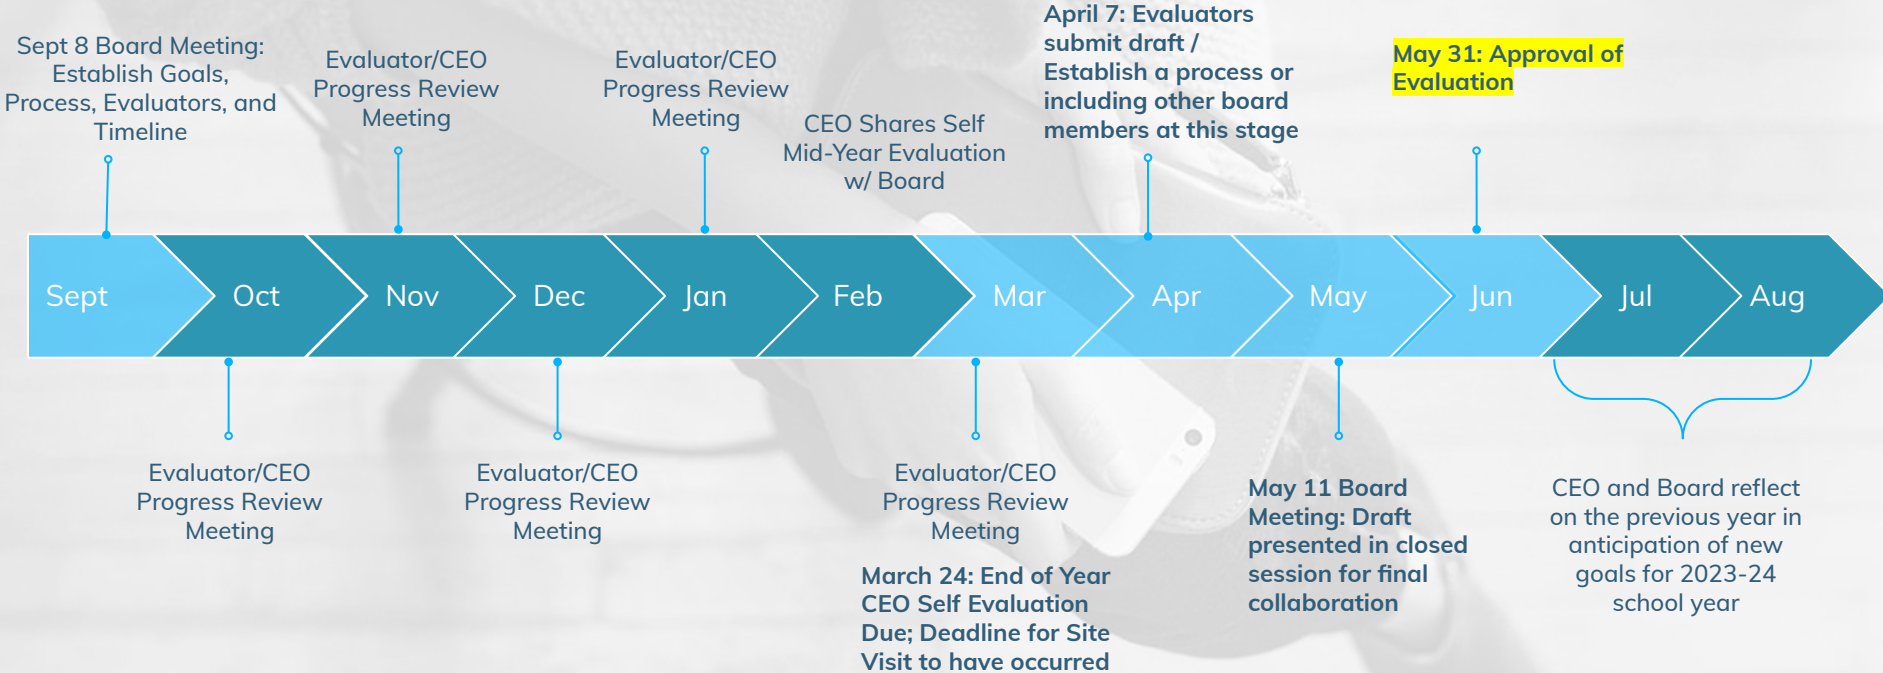 Sept 8 Board Meeting:
Establish Goals,
Process, Evaluators, and
Timeline
Evaluator/CEO
Progress Review
Meeting
Evaluator/CEO
Progress Review
Meeting
CEO Shares Self
Mid-Year Evaluation
w/ Board
April 7: Evaluators
submit draft /
Establish a process or
including other board
members at this stage
May 31: Approval of
Evaluation
Sept
Oct
Nov
Dec
Jan
Feb
Mar
Apr
May
Jun
Jul
Aug
Evaluator/CEO
Progress Review
Meeting
Evaluator/CEO
Progress Review
Meeting
Evaluator/CEO
Progress Review
Meeting
March 24: End of Year
CEO Self Evaluation
Due; Deadline for Site
Visit to have occurred
May 11 Board
Meeting: Draft
presented in closed
session for final
collaboration
CEO and Board reflect
on the previous year in
anticipation of new
goals for 2023-24
school year